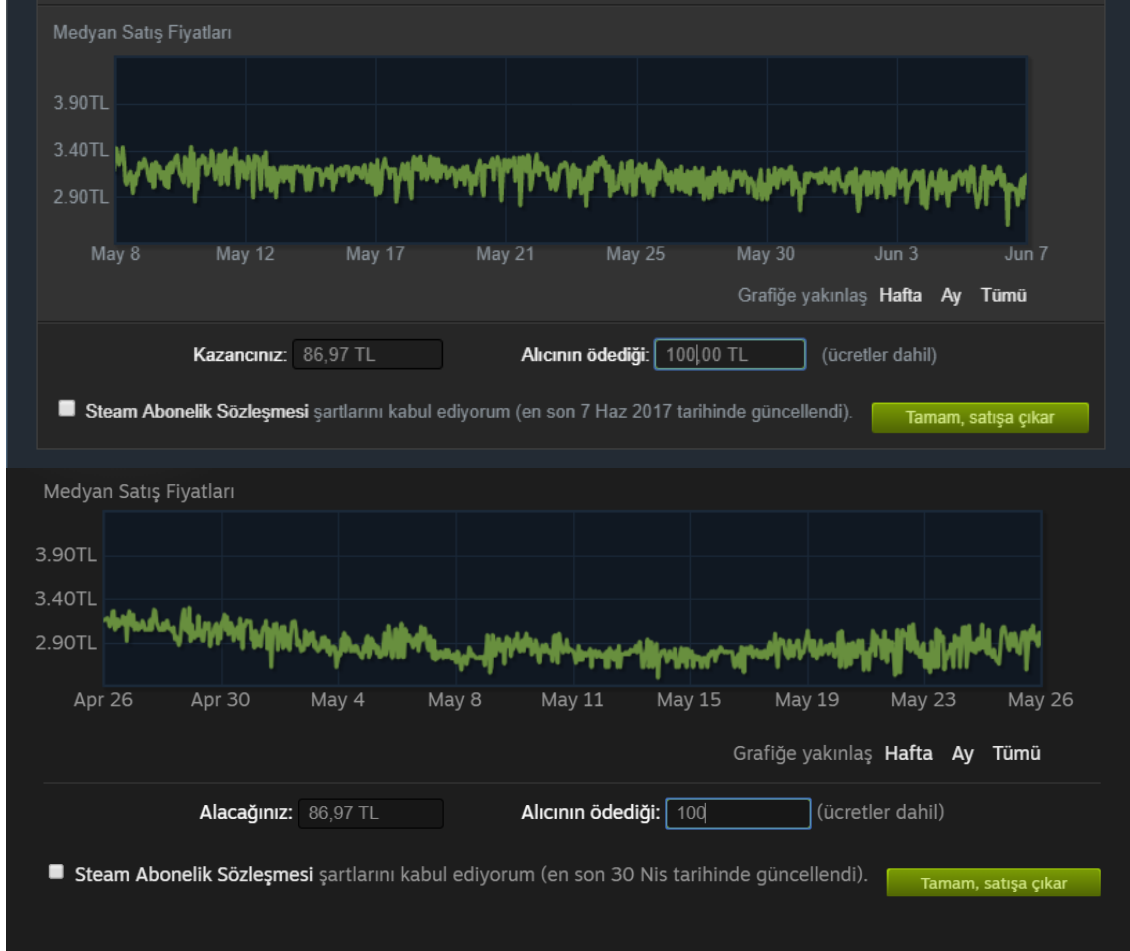 Medyan Satış Fiyatları
3.90TL
3.40TL
2.90TL
May 8 May 12 May 17 May 21 May 25 May 30 Jun 3 Jun 7
Grafiğe yakınlaş Hafta Ay Tümü
Kazancınız: 86,97 TL Alıcının ödediği: 100,00 TL (ücretler dahil)
Steam Abonelik Sözleşmesi şartlarını kabul ediyorum (en son 7 Haz 2017 tarihinde güncellendi). Tamam, satışa çıkar
Medyan Satış Fiyatları
3.90TL
3.40TL
2.90TL
Apr 26 Apr 30 May 4 May 8 May 11 May 15 May 19 May 23 May 26
Grafiğe yakınlaş Hafta Ay Tümü
Alacağınız: 86,97 TL Alıcının ödediği: 100 (ücretler dahil)
Steam Abonelik Sözleşmesi şartlarını kabul ediyorum (en son 30 Nis tarihinde güncellendi). Tamam, satışa çıkar